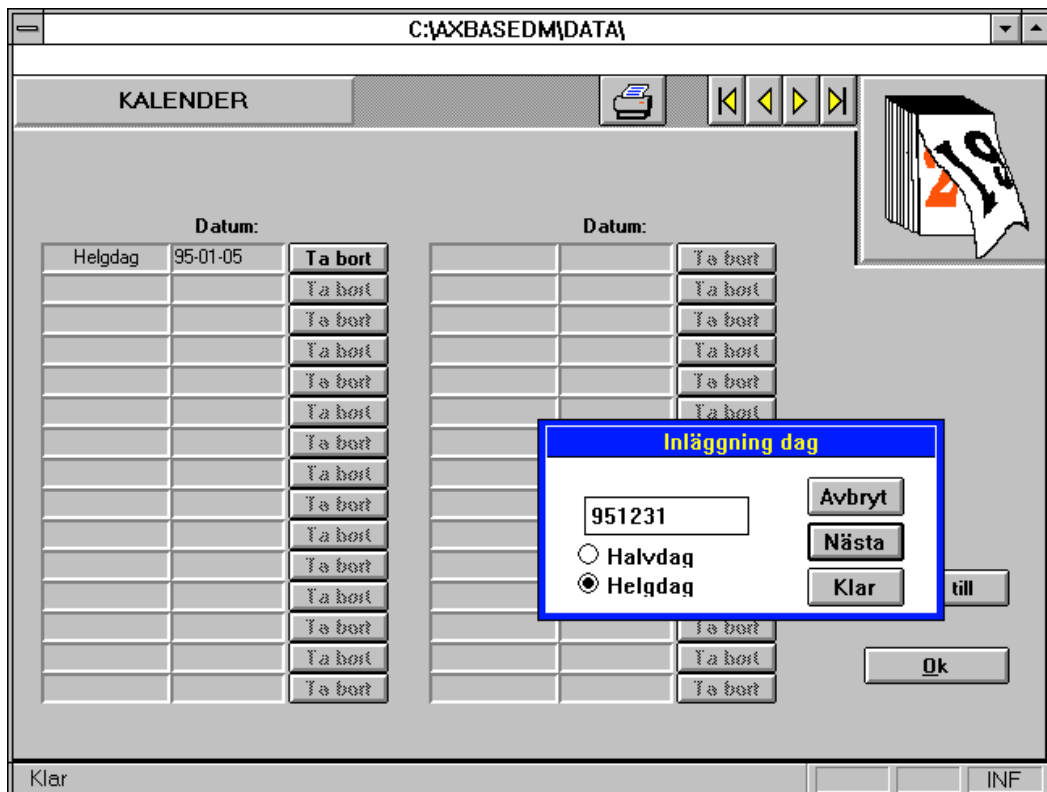 C:\AXBASEDM\DATA\
KALENDER
2
19
Datum:
Datum:
Helgdag 95-01-05 Ta bort Ta bort
Ta bort Ta bort
Ta bort Ta bort
Ta bort Ta bort
Ta bort Ta bort
Ta bort Ta bort
Ta bort
Ta bort
Ta bort
Ta bort
Ta bort
Ta bort
Ta bort Ta bort
Ta bort Ta bort
Ta bort Ta bort
Inläggning dag
951231
Halvdag
Helgdag
Avbryt
Nästa
Klar
till
Ok
Klar
INF